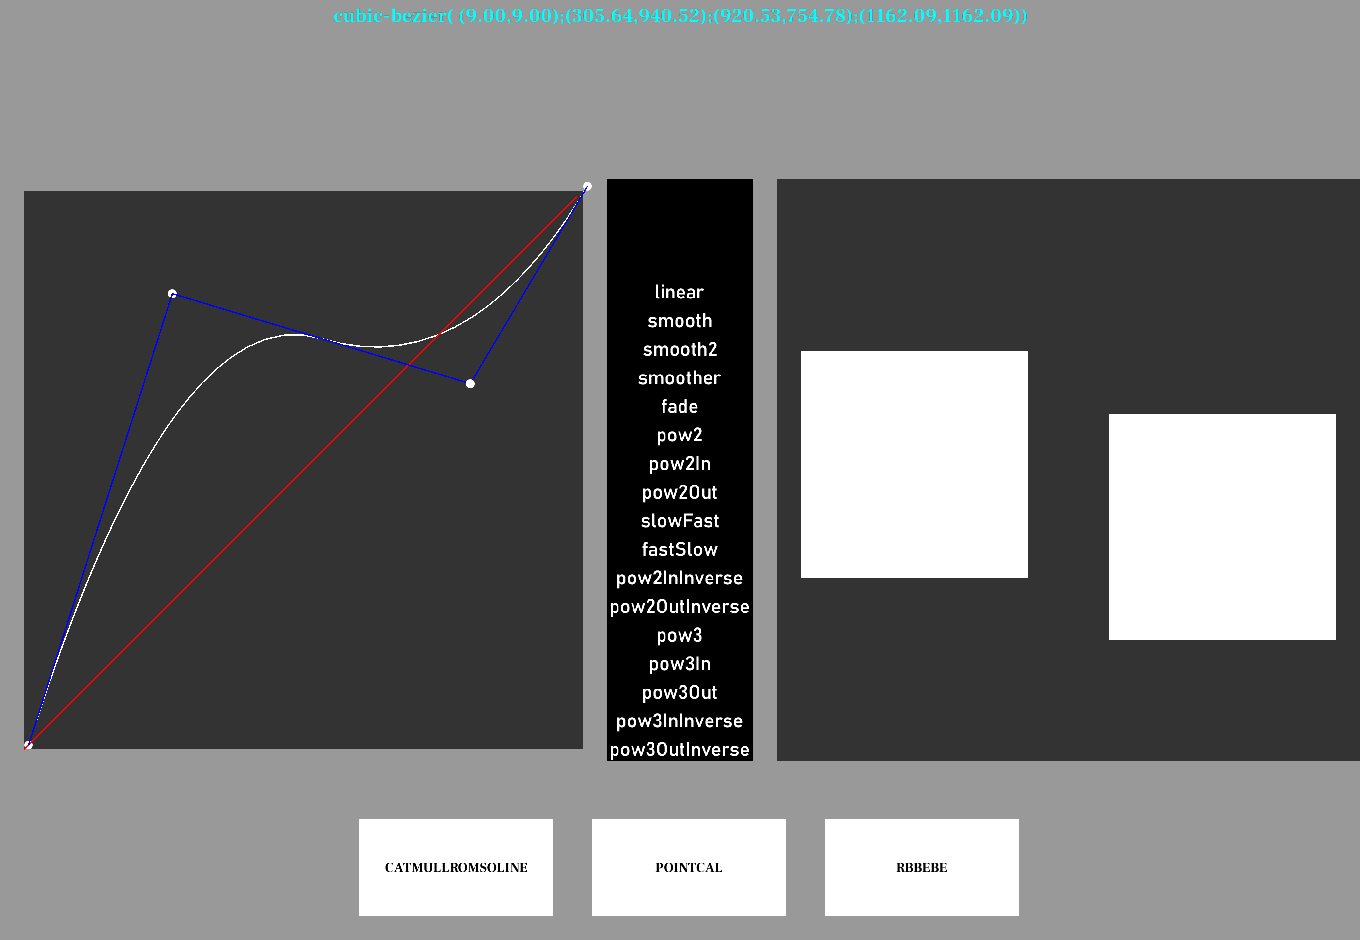 cubic-bezier( (9.00,9.00);(305.64,940.52);(920.53,754.78);(1162.09,1162.09))
linear
smooth
smooth2
smoother
fade
pow2
pow2In
pow2Out
slowFast
fastSlow
pow2InInverse
pow2OutInverse
pow3
pow3In
pow3Out
pow3InInverse
pow3OutInverse
CATMULLROMSOLINE
POINTCAL
RBBEBE